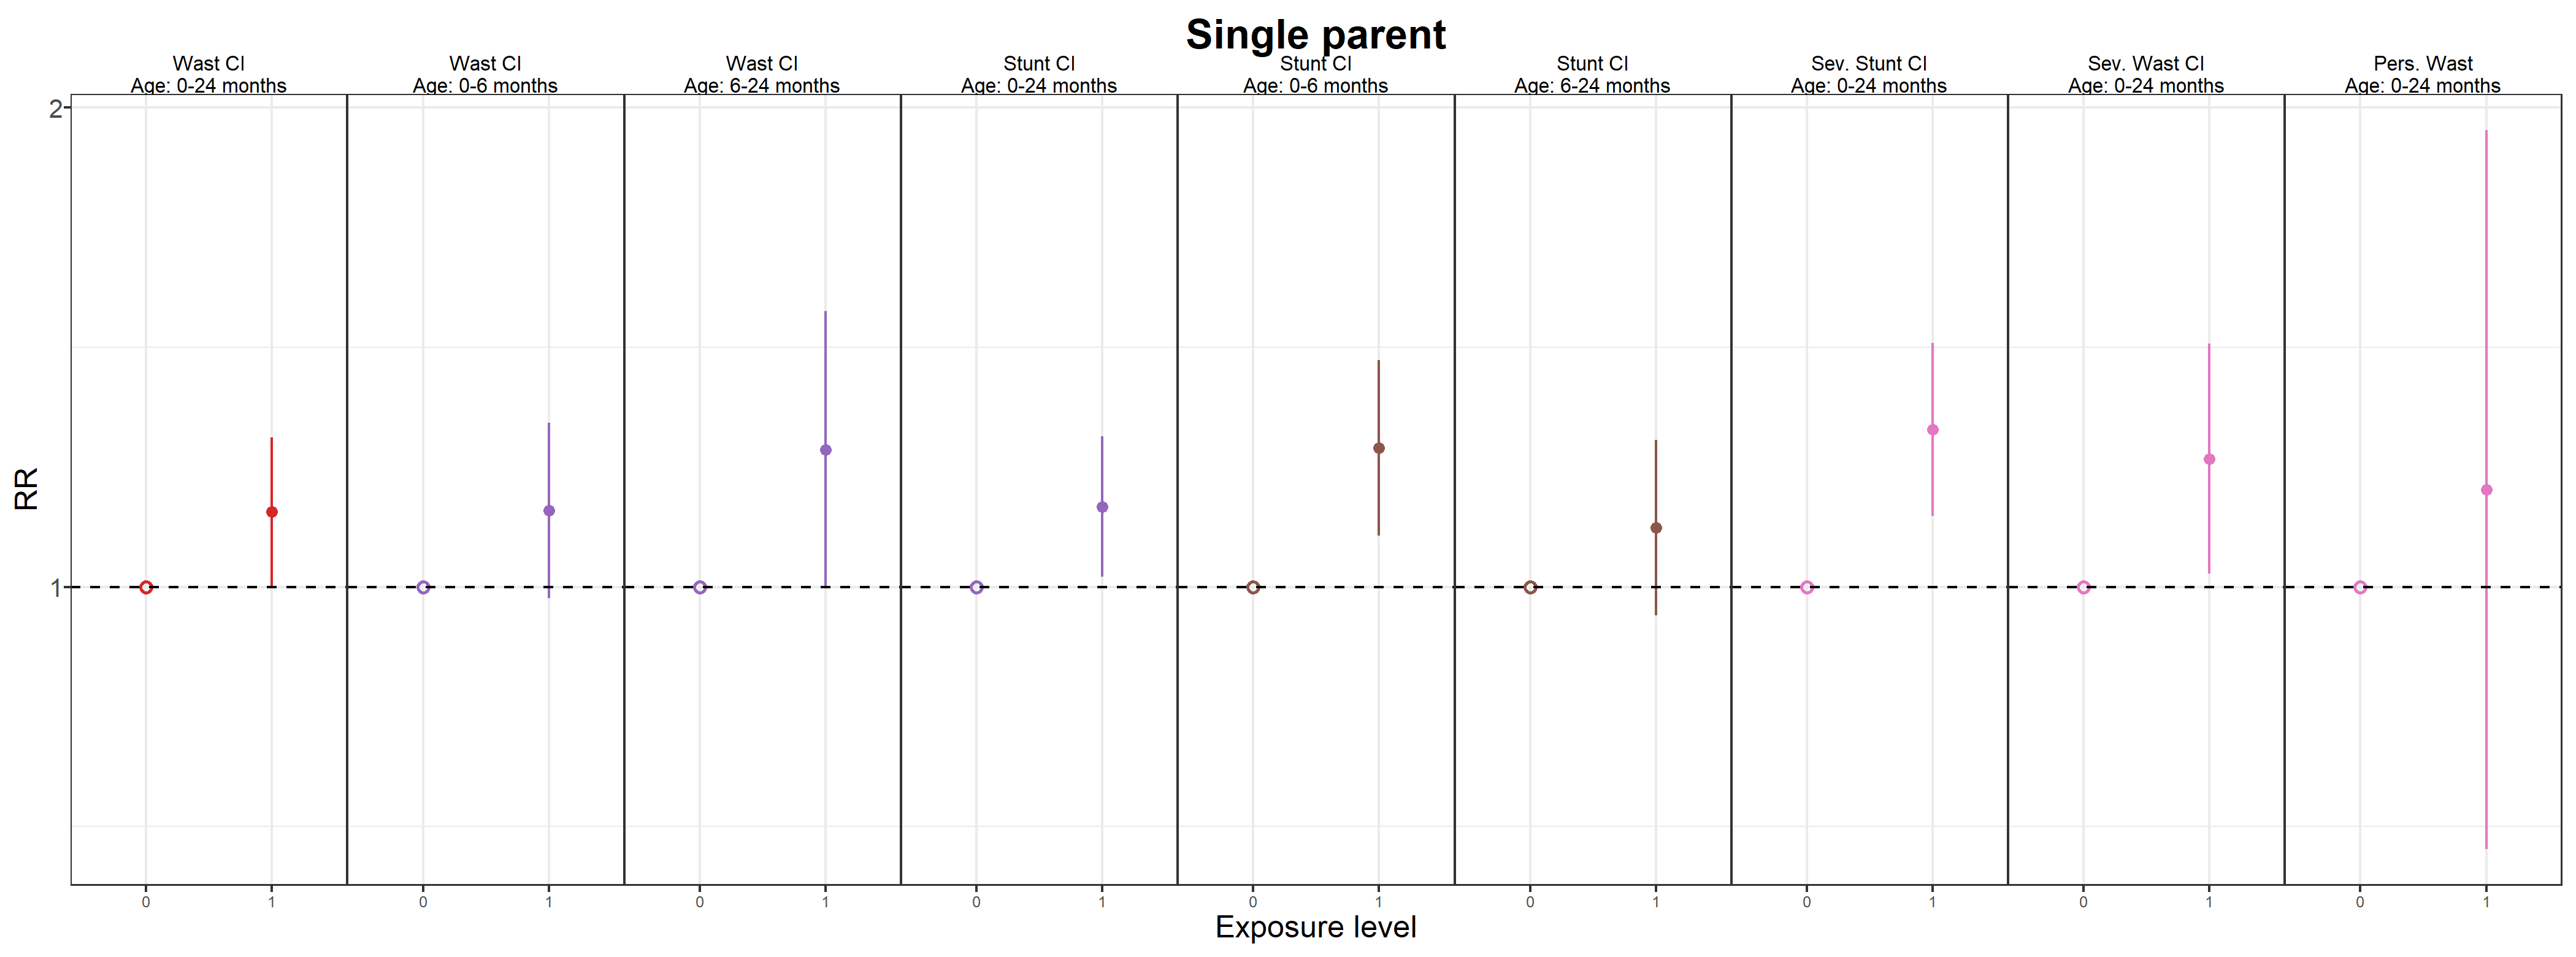 Single parent
Wast CI
Age: 0-24 months
Wast CI
Age: 0-6 months
Wast CI
Age: 6-24 months
Stunt CI
Age: 0-24 months
Stunt CI
Age: 0-6 months
Stunt CI
Age: 6-24 months
Sev. Stunt CI
Age: 0-24 months
Sev. Wast CI
Age: 0-24 months
Pers. Wast
Age: 0-24 months
2
1
RR
0 1 0 1 0 1 0 1 0 1 0 1 0 1 0 1 0 1
Exposure level